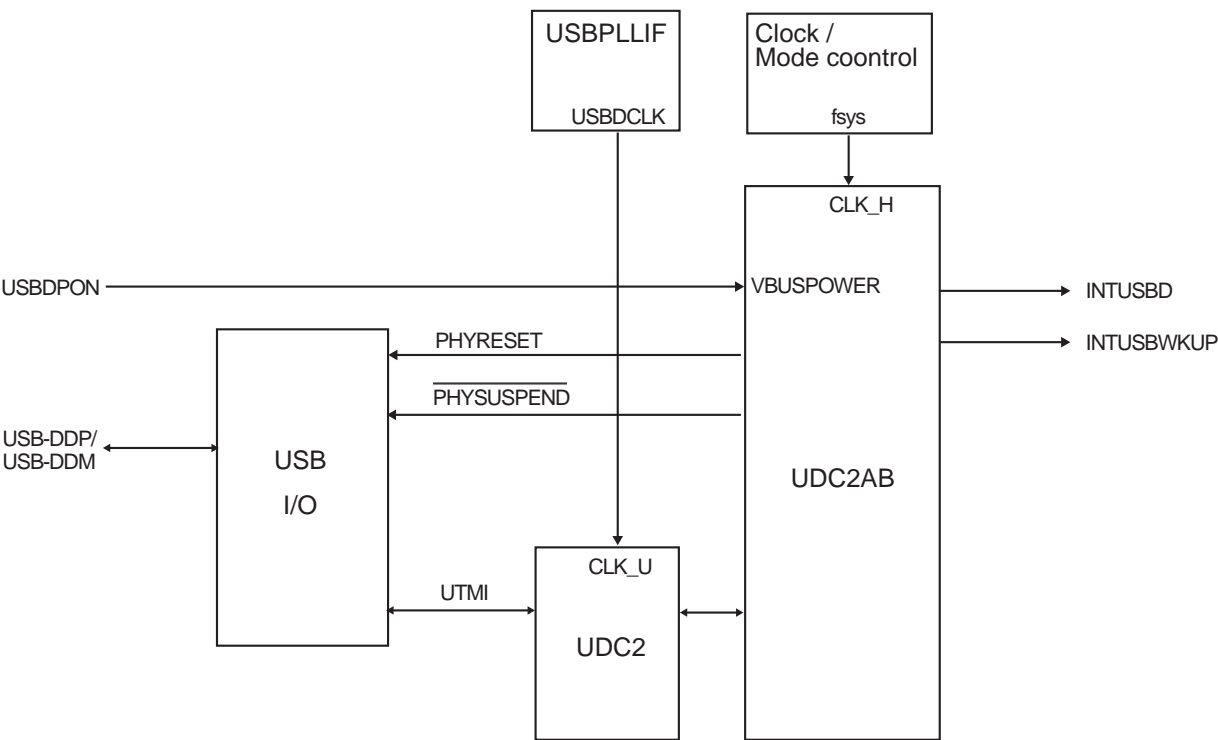 USBPLLIF
USBDCLK
Clock /
Mode coontrol
fsys
CLK_H
USBDPON
VBUSPOWER
INTUSBD
INTUSBWKUP
PHYRESET
PHYSUSPEND
USB-DDP/
USB-DDM
USB
I/O
UDC2AB
CLK_U
UTMI
UDC2